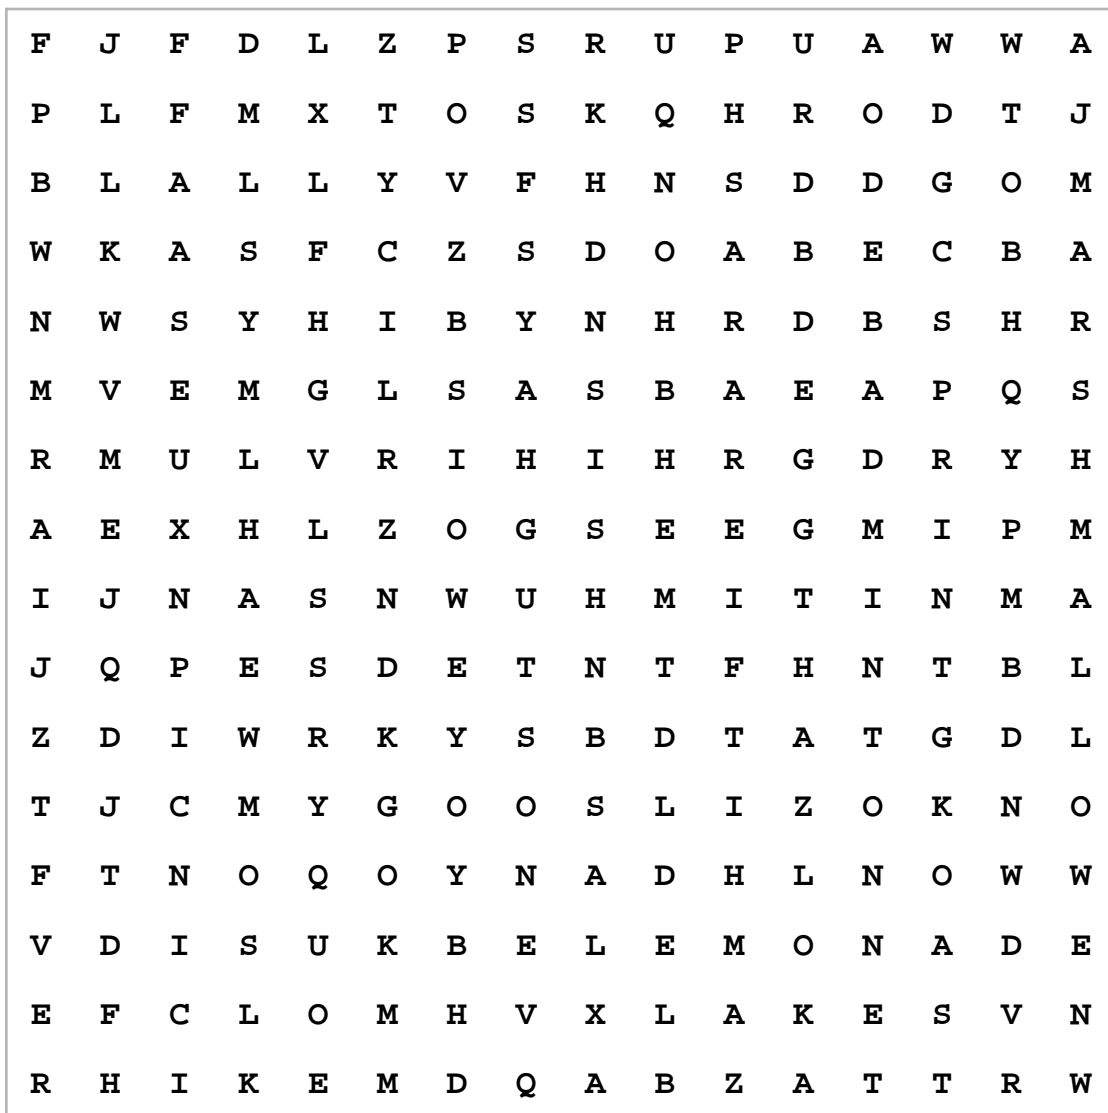 F J F D L Z P S R U P U A W W A
P L F M X T O S K Q H R O D T J
B L A L L Y V F H N S D D G O M
W K A S F C Z S D O A B E C B A
N W S Y H I B Y N H R D B S H R
M V E M G L S A S B A E A P Q S
R M U L V R I H I H R G D R Y H
A E X H L Z O G S E E G M I P M
I J N A S N W U H M I T I N M A
J Q P E S D E T N T F H N T B L
Z D I W R K Y S B D T A T G D L
T J C M Y G O O S L I Z O K N O
F T N O Q O Y N A D H L N O W W
V D I S U K B E L E M O N A D E
E F C L O M H V X L A K E S V N
R H I K E M D Q A B Z A T T R W